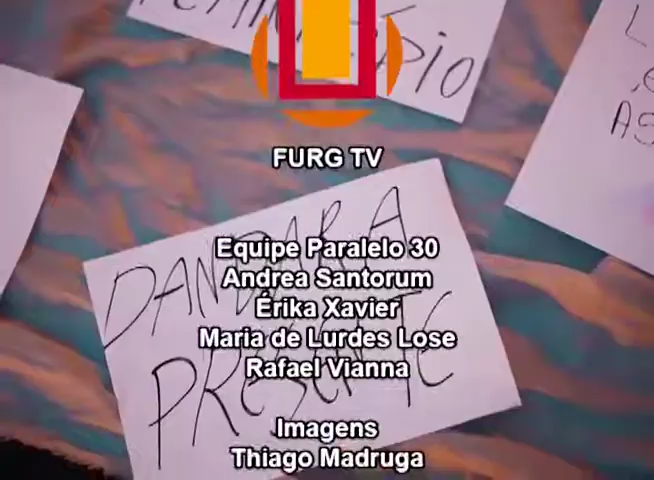 FURG TV
DANDARA
PRESENTE
Equipe Paralelo 30
Andrea Santorum
Érika Xavier
Maria de Lurdes Lose
Rafael Vianna
Imagens
Thiago Madruga